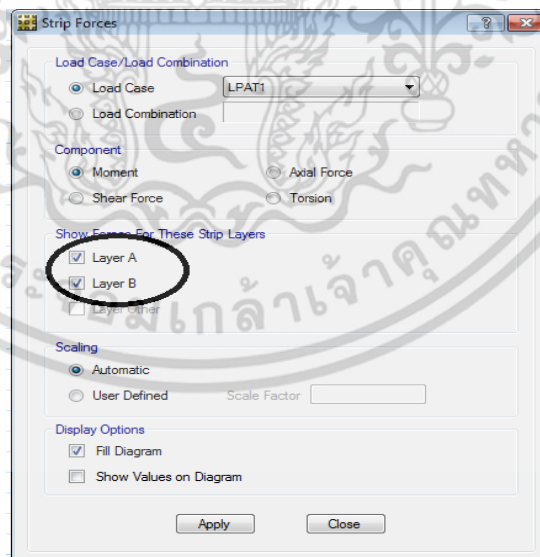 Strip Forces
Load Case/Load Combination
Load Case LPAT1
Load Combination
Component
Moment Axial Force
Shear Force Torsion
Show Forces For These Strip Layers
Layer A
Layer B
Layer Other
Scaling
Automatic
User Defined Scale Factor
Display Options
Fill Diagram
Show Values on Diagram
Apply Close